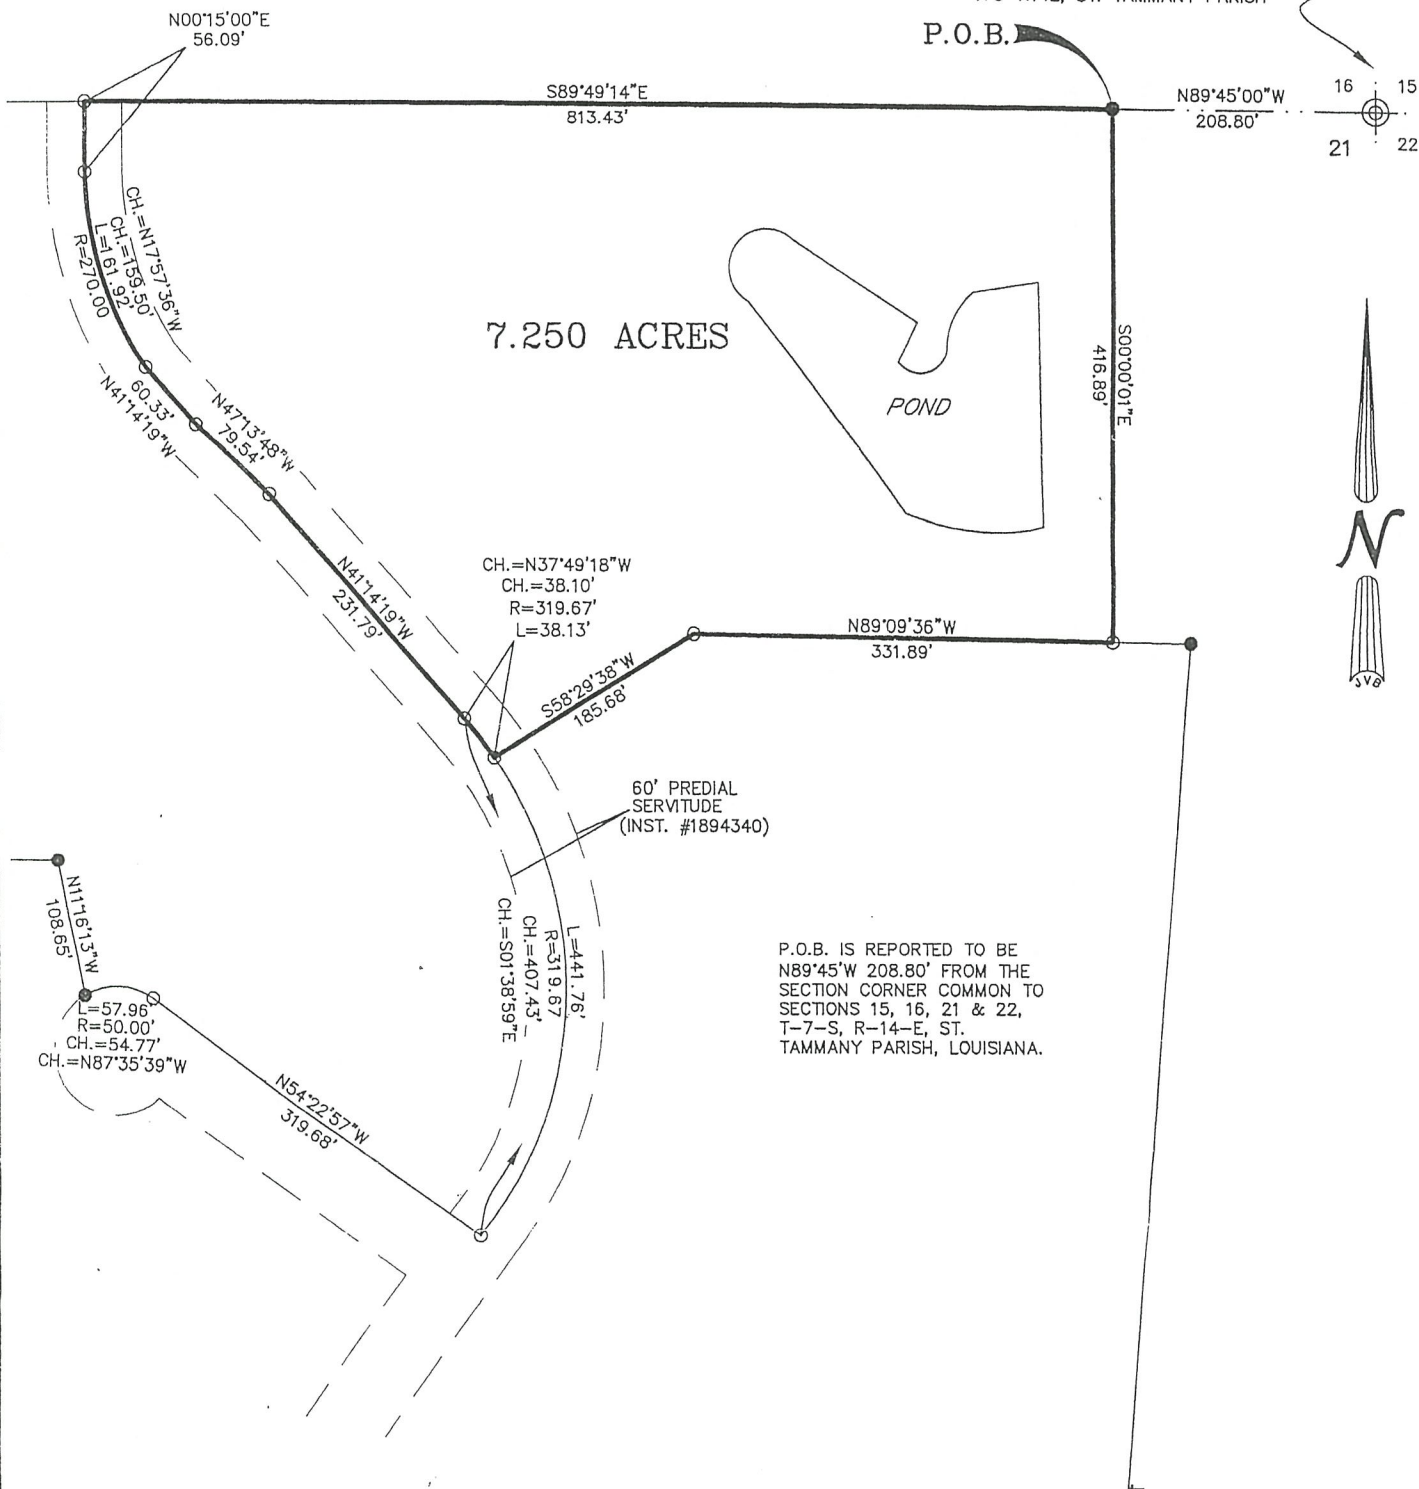 P.O.B.
N00°15'00"E
56.09'
S89°49'14"E
813.43'
N89°45'00"W
208.80'
16
15
21
22
CH.=N17°57'36"W
CH.=159.50'
L=161.92'
R=270.00
7.250 ACRES
POND
S00°00'01"E
416.89'
60.33'
N41°14'19"W
N47°13'48"W
79.54'
N41°14'19"W
231.79'
CH.=N37°49'18"W
CH.=38.10'
R=319.67'
L=38.13'
N
JVB
N89°09'36"W
331.89'
S58°29'38"W
185.68'
60' PREDIAL
SERVITUDE
(INST. #1894340)
N11°16'13"W
108.65'
L=57.96'
R=50.00'
CH.=54.77'
CH.=N87°35'39"W
L=441.76'
R=319.67
CH.=407.43'
CH.=S01°38'59"E
P.O.B. IS REPORTED TO BE
N89°45'W 208.80' FROM THE
SECTION CORNER COMMON TO
SECTIONS 15, 16, 21 & 22,
T-7-S, R-14-E, ST.
TAMMANY PARISH, LOUISIANA.
N54°22'57"W
319.68'